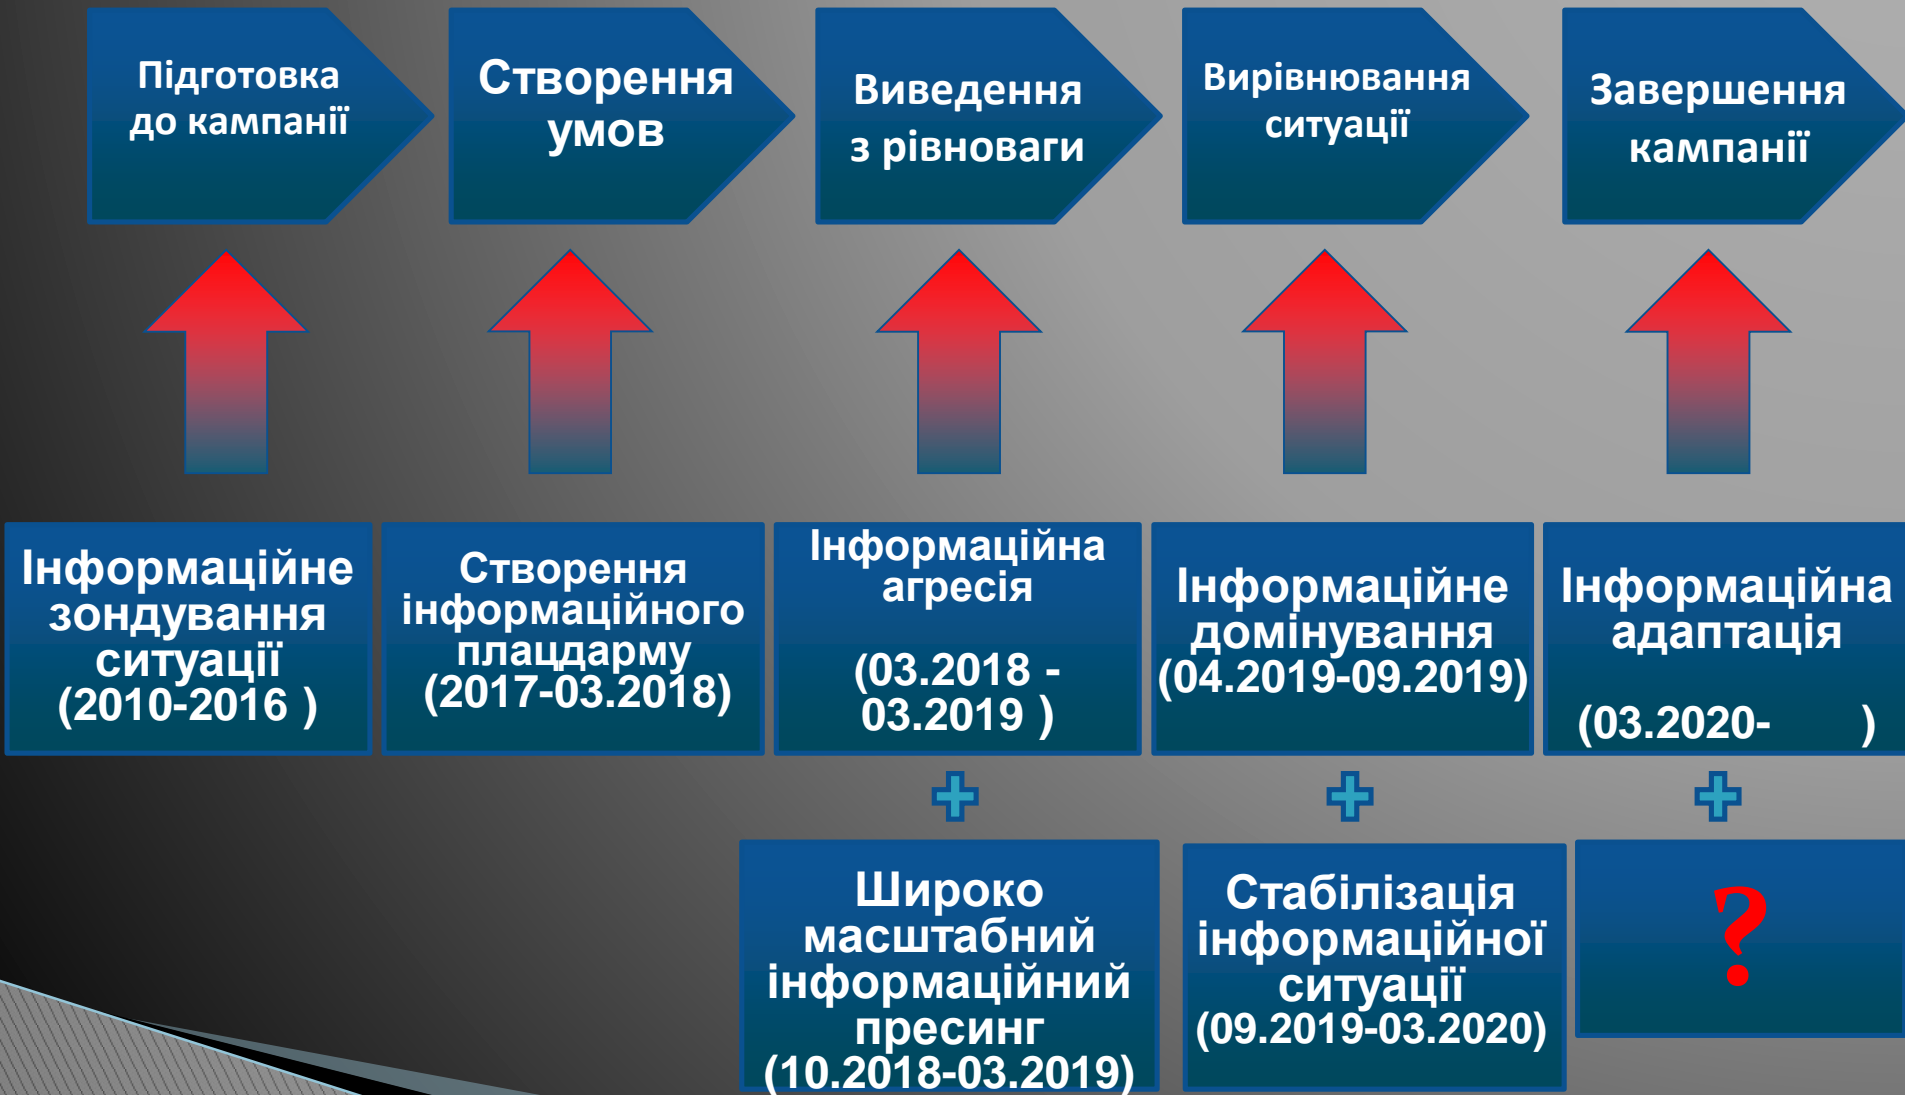 Підготовка
до кампанії
Створення
умов
Виведення
з рівноваги
Вирівнювання
ситуації
Завершення
кампанії
Інформаційне
зондування
ситуації
(2010-2016 )
Створення
інформаційного
плацдарму
(2017-03.2018)
Інформаційна
агресія
(03.2018 -
03.2019 )
Інформаційне
домінування
(04.2019-09.2019)
Інформаційна
адаптація
(03.2020- )
Широко
масштабний
інформаційний
пресинг
(10.2018-03.2019)
Стабілізація
інформаційної
ситуації
(09.2019-03.2020)
?